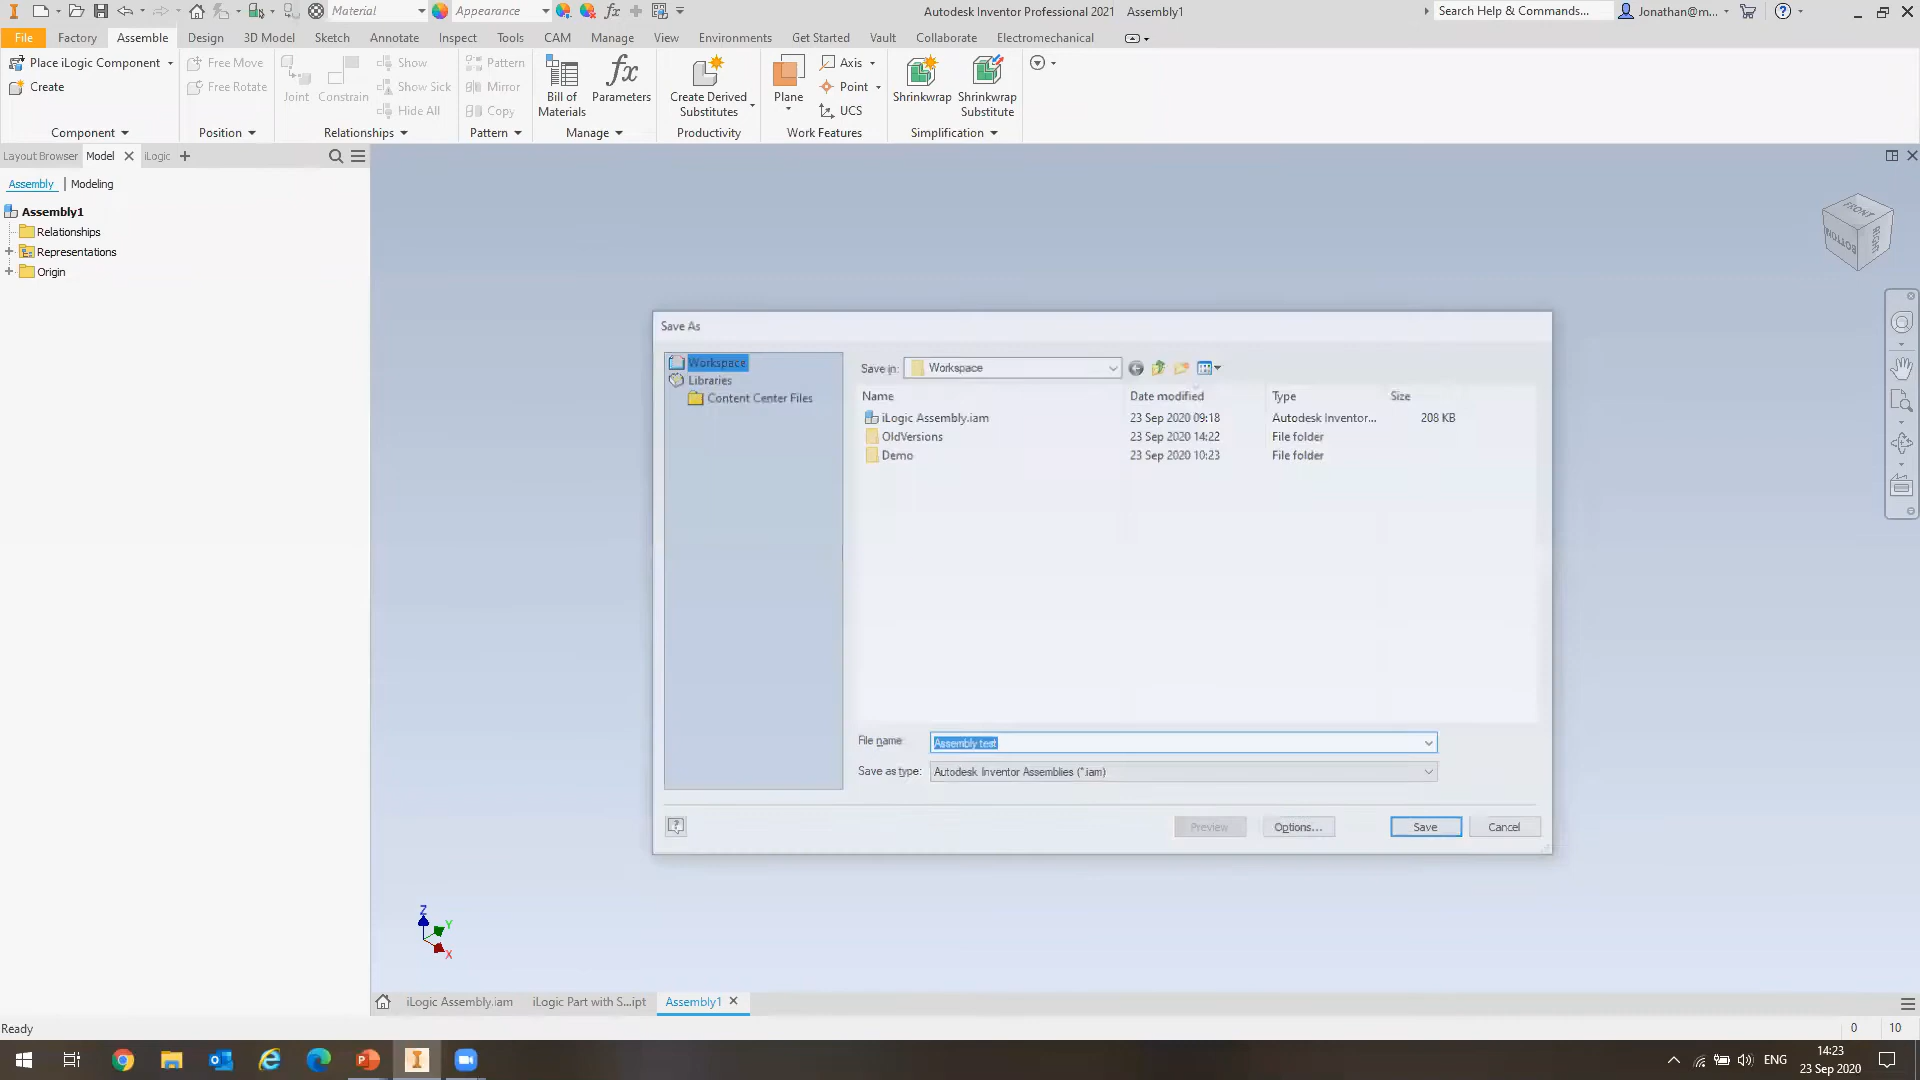 Material Appearance fx Autodesk Inventor Professional 2021 Assembly1 Search Help & Commands... Jonathan@m...
File Factory Assemble Design 3D Model Sketch Annotate Inspect Tools CAM Manage View Environments Get Started Vault Collaborate Electromechanical
Place iLogic Component
Create
Component
Free Move
Free Rotate
Position
Joint
Constrain
Show
Show Sick
Hide All
Relationships
Pattern
Mirror
Copy
Pattern
Bill of
Materials
fx
Parameters
Manage
Create Derived
Substitutes
Productivity
Plane
Axis
Point
UCS
Work Features
Shrinkwrap
Shrinkwrap
Substitute
Simplification
Layout Browser Model iLogic
Assembly Modeling
Assembly1
Relationships
Representations
Origin
FRONT
BOTTOM
RIGHT
Save As
Workspace
Libraries
Content Center Files
Save in: Workspace
Name Date modified Type Size
iLogic Assembly.iam 23 Sep 2020 09:18 Autodesk Inventor... 208 KB
OldVersions 23 Sep 2020 14:22 File folder
Demo 23 Sep 2020 10:23 File folder
File name: Assembly test
Save as type: Autodesk Inventor Assemblies (*.iam)
Preview Options... Save Cancel
Z
Y
X
iLogic Assembly.iam iLogic Part with S...ipt Assembly1
Ready 0 10
ENG
14:23
23 Sep 2020